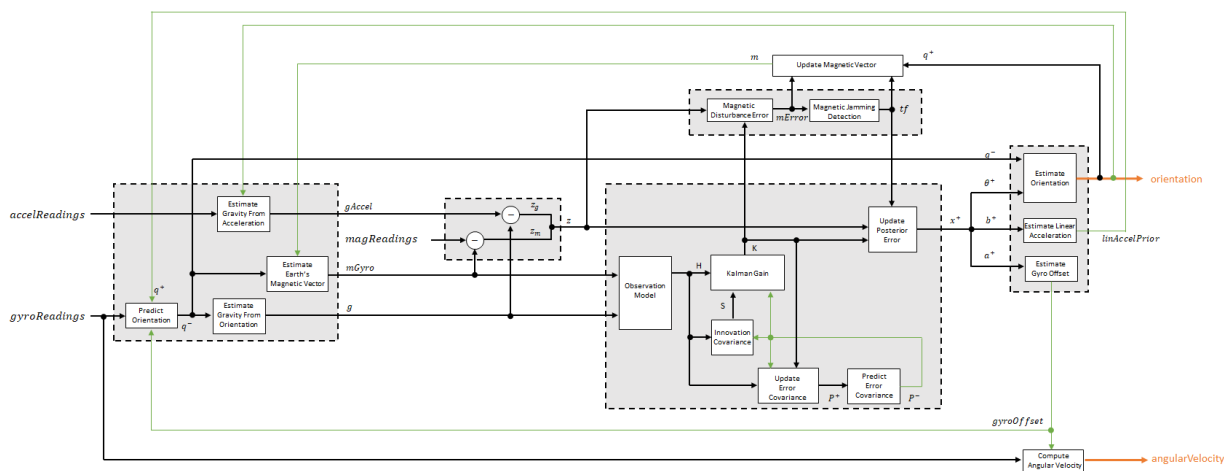 m
Update Magnetic Vector
q⁺
Magnetic
Disturbance Error
mError
Magnetic Jamming
Detection
tf
q⁻
Estimate
Orientation
orientation
θ⁺
Estimate
Gravity From
Acceleration
accelReadings
gAccel
z_g
z_m
z
magReadings
Update
Posterior
Error
x⁺
b⁺
Estimate Linear
Acceleration
linAccelPrior
a⁺
Estimate
Gyro Offset
Estimate
Earth's
Magnetic Vector
mGyro
K
H
Kalman Gain
Observation
Model
q⁺
gyroReadings
Predict
Orientation
q⁻
Estimate
Gravity From
Orientation
g
S
Innovation
Covariance
Update
Error
Covariance
P⁺
Predict
Error
Covariance
P⁻
gyroOffset
Compute
Angular Velocity
angularVelocity